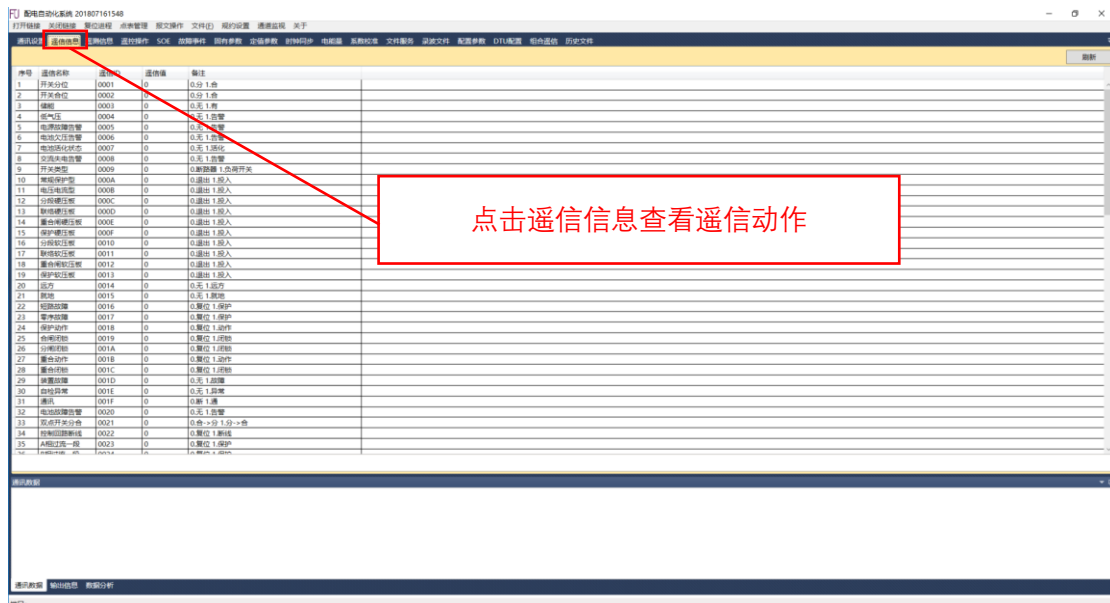 配电自动化系统 201807161548
打开链接 关闭链接 复位进程 点表管理 报文操作 文件(F) 规约设置 通道监视 关于
通讯设置 遥信信息 遥测信息 遥控操作 SOE 故障事件 固有参数 定值参数 时钟同步 电能量 系数校准 文件服务 录波文件 配置参数 DTU配置 组合遥信 历史文件
刷新
序号 遥信名称 遥信ID 遥信值 备注
1 开关分位 0001 0 0.分 1.合
2 开关合位 0002 0 0.分 1.合
3 储能 0003 0 0.无 1.有
4 低气压 0004 0 0.无 1.告警
5 电源故障告警 0005 0 0.无 1.告警
6 电池欠压告警 0006 0 0.无 1.告警
7 电池活化状态 0007 0 0.无 1.活化
8 交流失电告警 0008 0 0.无 1.告警
9 开关类型 0009 0 0.断路器 1.负荷开关
10 常规保护型 000A 0 0.退出 1.投入
11 电压电流型 000B 0 0.退出 1.投入
12 分段硬压板 000C 0 0.退出 1.投入
13 联络硬压板 000D 0 0.退出 1.投入
14 重合闸硬压板 000E 0 0.退出 1.投入
15 保护硬压板 000F 0 0.退出 1.投入
16 分段软压板 0010 0 0.退出 1.投入
17 联络软压板 0011 0 0.退出 1.投入
18 重合闸软压板 0012 0 0.退出 1.投入
19 保护软压板 0013 0 0.退出 1.投入
20 远方 0014 0 0.无 1.远方
21 就地 0015 0 0.无 1.就地
22 短路故障 0016 0 0.复位 1.保护
23 零序故障 0017 0 0.复位 1.保护
24 保护动作 0018 0 0.复位 1.动作
25 合闸闭锁 0019 0 0.复位 1.闭锁
26 分闸闭锁 001A 0 0.复位 1.闭锁
27 重合动作 001B 0 0.复位 1.动作
28 重合闭锁 001C 0 0.复位 1.闭锁
29 装置故障 001D 0 0.无 1.故障
30 自检异常 001E 0 0.无 1.异常
31 通讯 001F 0 0.断 1.通
32 电池故障告警 0020 0 0.无 1.告警
33 双点开关分合 0021 0 0.合->分 1.分->合
34 控制回路断线 0022 0 0.复位 1.断线
35 A相过流一段 0023 0 0.复位 1.保护
点击遥信信息查看遥信动作
通讯数据
通讯数据 输出信息 数据分析